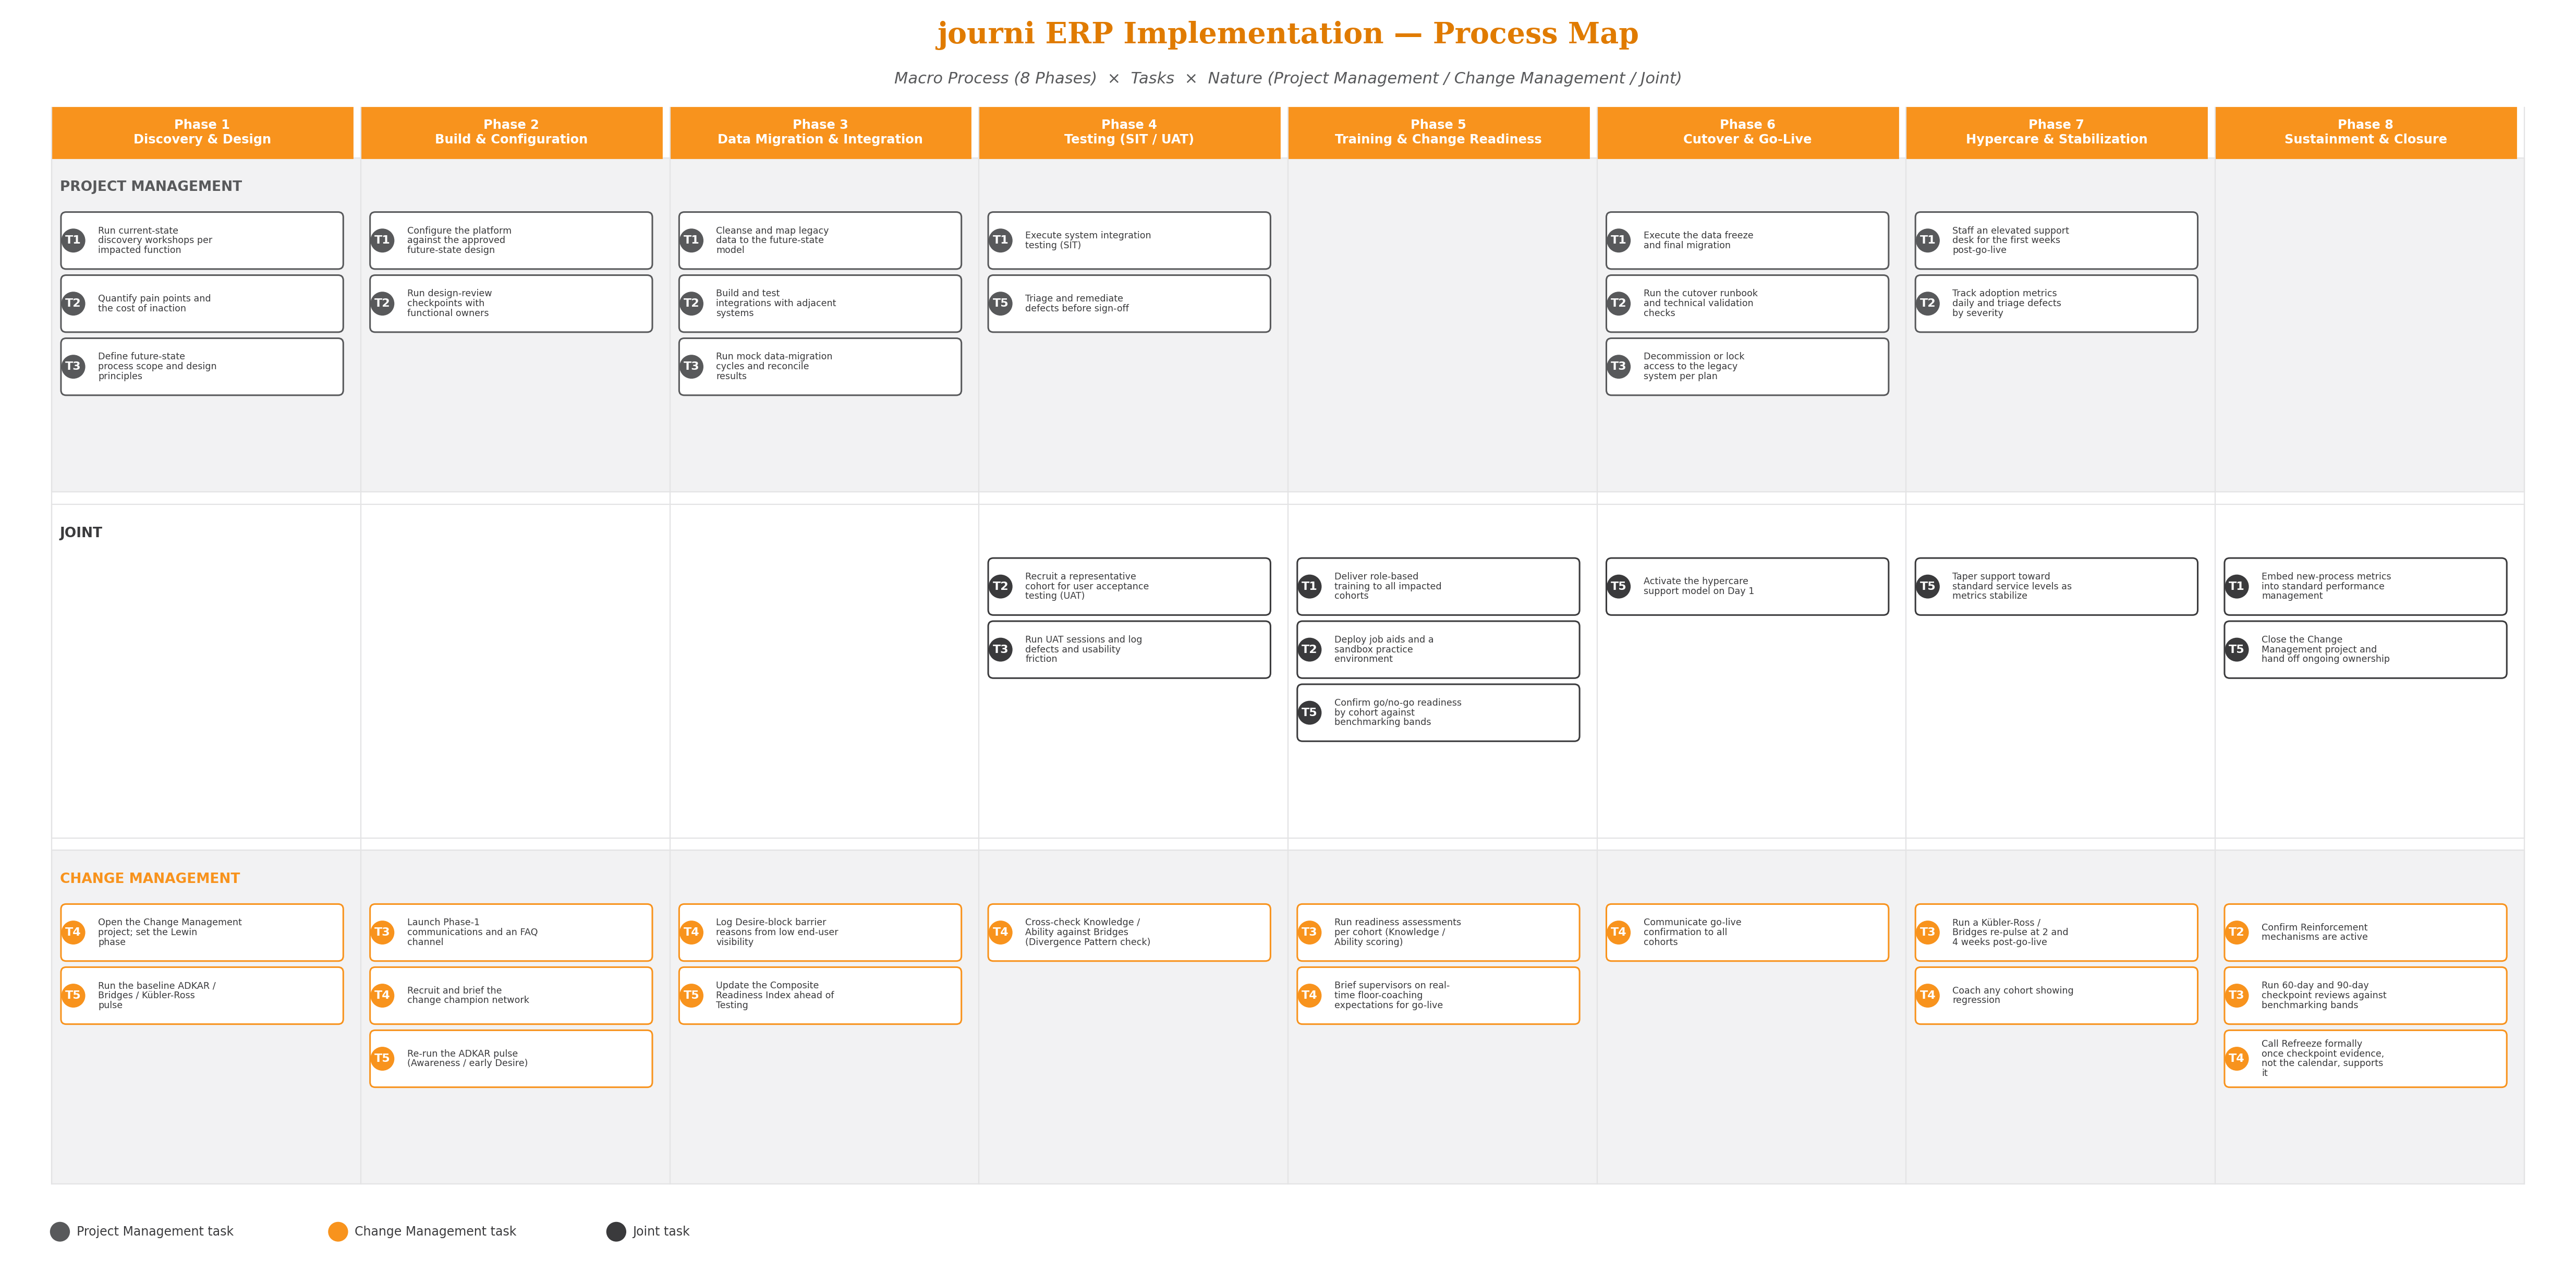 journi ERP Implementation — Process Map
Macro Process (8 Phases) × Tasks × Nature (Project Management / Change Management / Joint)
Phase 1
Discovery & Design
Phase 2
Build & Configuration
Phase 3
Data Migration & Integration
Phase 4
Testing (SIT / UAT)
Phase 5
Training & Change Readiness
Phase 6
Cutover & Go-Live
Phase 7
Hypercare & Stabilization
Phase 8
Sustainment & Closure
PROJECT MANAGEMENT
T1
Run current-state
discovery workshops per
impacted function
T2
Quantify pain points and
the cost of inaction
T3
Define future-state
process scope and design
principles
T1
Configure the platform
against the approved
future-state design
T2
Run design-review
checkpoints with
functional owners
T1
Cleanse and map legacy
data to the future-state
model
T2
Build and test
integrations with adjacent
systems
T3
Run mock data-migration
cycles and reconcile
results
T1
Execute system integration
testing (SIT)
T5
Triage and remediate
defects before sign-off
T1
Execute the data freeze
and final migration
T2
Run the cutover runbook
and technical validation
checks
T3
Decommission or lock
access to the legacy
system per plan
T1
Staff an elevated support
desk for the first weeks
post-go-live
T2
Track adoption metrics
daily and triage defects
by severity
JOINT
T2
Recruit a representative
cohort for user acceptance
testing (UAT)
T3
Run UAT sessions and log
defects and usability
friction
T1
Deliver role-based
training to all impacted
cohorts
T2
Deploy job aids and a
sandbox practice
environment
T5
Confirm go/no-go readiness
by cohort against
benchmarking bands
T5
Activate the hypercare
support model on Day 1
T5
Taper support toward
standard service levels as
metrics stabilize
T1
Embed new-process metrics
into standard performance
management
T5
Close the Change
Management project and
hand off ongoing ownership
CHANGE MANAGEMENT
T4
Open the Change Management
project; set the Lewin
phase
T5
Run the baseline ADKAR /
Bridges / Kübler-Ross
pulse
T3
Launch Phase-1
communications and an FAQ
channel
T4
Recruit and brief the
change champion network
T5
Re-run the ADKAR pulse
(Awareness / early Desire)
T4
Log Desire-block barrier
reasons from low end-user
visibility
T5
Update the Composite
Readiness Index ahead of
Testing
T4
Cross-check Knowledge /
Ability against Bridges
(Divergence Pattern check)
T3
Run readiness assessments
per cohort (Knowledge /
Ability scoring)
T4
Brief supervisors on real-
time floor-coaching
expectations for go-live
T4
Communicate go-live
confirmation to all
cohorts
T3
Run a Kübler-Ross /
Bridges re-pulse at 2 and
4 weeks post-go-live
T4
Coach any cohort showing
regression
T2
Confirm Reinforcement
mechanisms are active
T3
Run 60-day and 90-day
checkpoint reviews against
benchmarking bands
T4
Call Refreeze formally
once checkpoint evidence,
not the calendar, supports
it
Project Management task
Change Management task
Joint task